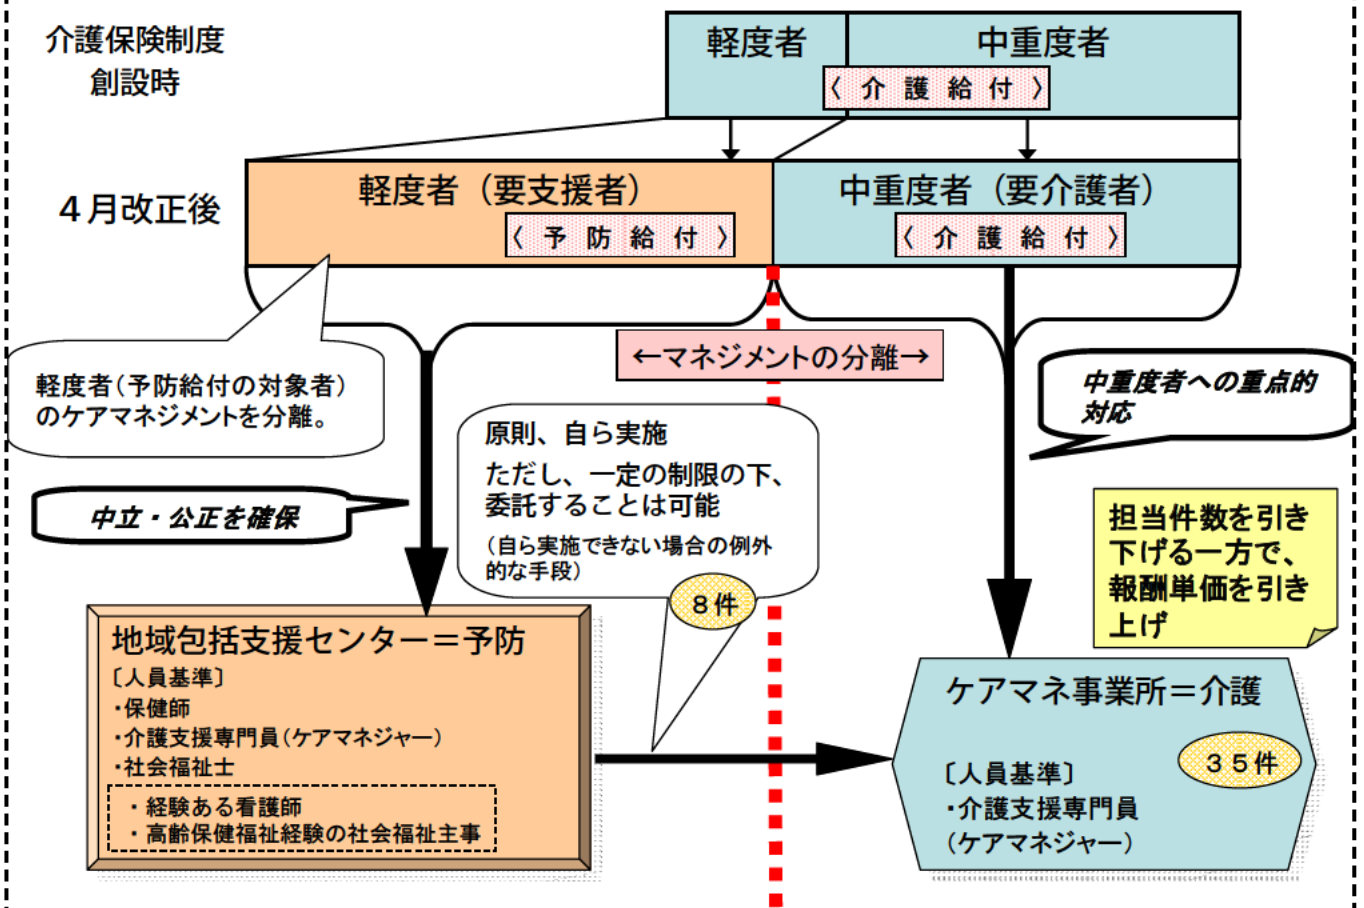 介護保険制度
創設時
軽度者
中重度者
〈 介 護 給 付 〉
4月改正後
軽度者（要支援者）
〈 予 防 給 付 〉
中重度者（要介護者）
〈 介 護 給 付 〉
←マネジメントの分離→
軽度者（予防給付の対象者）
のケアマネジメントを分離。
中立・公正を確保
原則、自ら実施
ただし、一定の制限の下、
委託することは可能
（自ら実施できない場合の例外
的な手段）
8件
中重度者への重点的
対応
担当件数を引き
下げる一方で、
報酬単価を引き
上げ
地域包括支援センター＝予防
〔人員基準〕
・保健師
・介護支援専門員（ケアマネジャー）
・社会福祉士
・経験ある看護師
・高齢保健福祉経験の社会福祉主事
ケアマネ事業所＝介護
35件
〔人員基準〕
・介護支援専門員
（ケアマネジャー）